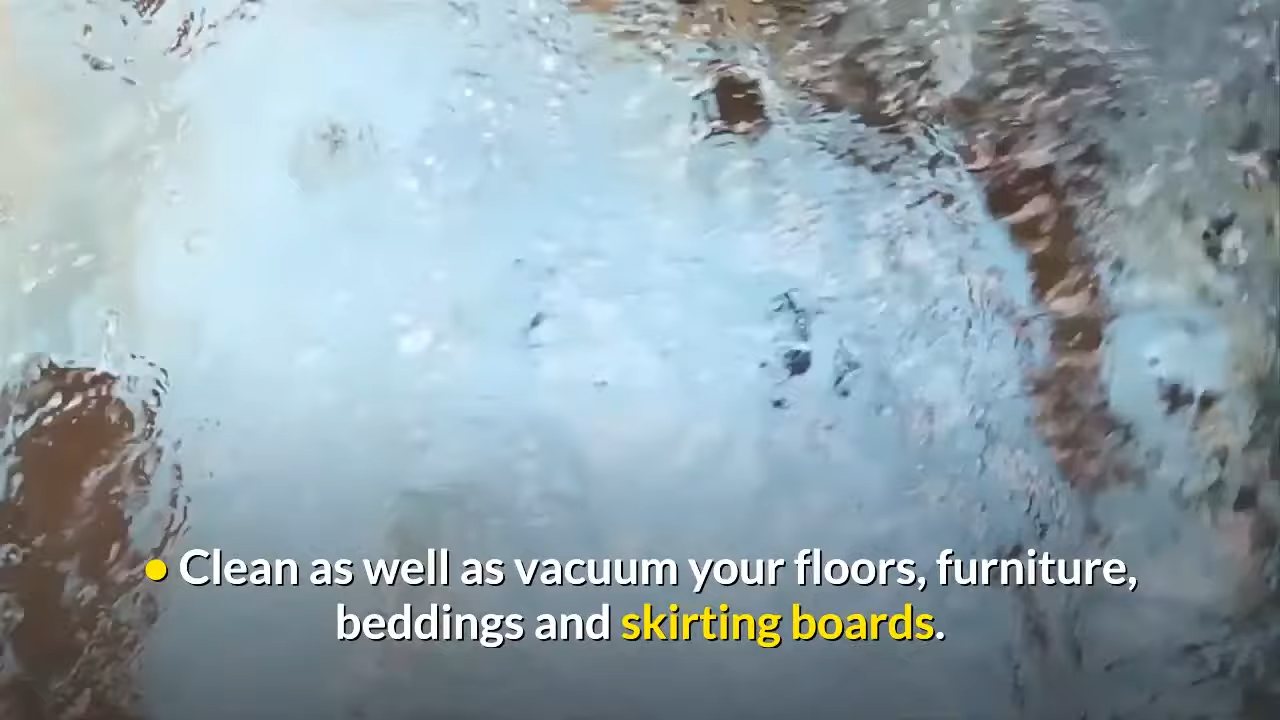 • Clean as well as vacuum your floors, furniture,
beddings and skirting boards.